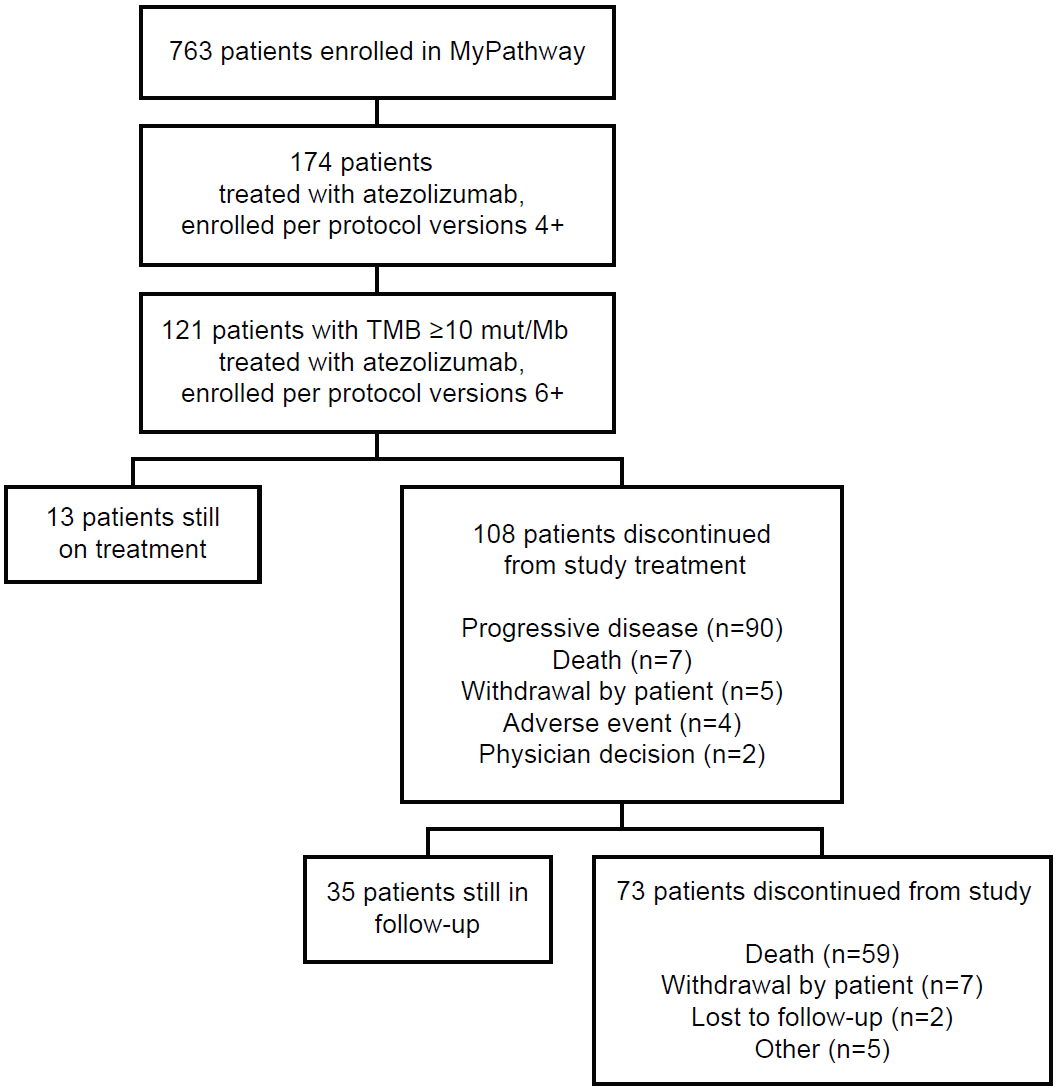 763 patients enrolled in MyPathway
174 patients
treated with atezolizumab,
enrolled per protocol versions 4+
121 patients with TMB ≥10 mut/Mb
treated with atezolizumab,
enrolled per protocol versions 6+
13 patients still
on treatment
108 patients discontinued
from study treatment
Progressive disease (n=90)
Death (n=7)
Withdrawal by patient (n=5)
Adverse event (n=4)
Physician decision (n=2)
35 patients still in
follow-up
73 patients discontinued from study
Death (n=59)
Withdrawal by patient (n=7)
Lost to follow-up (n=2)
Other (n=5)